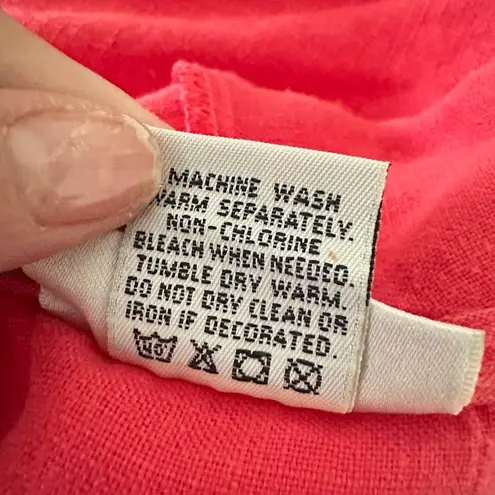 MACHINE WASH
WARM SEPARATELY.
NON-CHLORINE
BLEACH WHEN NEEDED.
TUMBLE DRY WARM.
DO NOT DRY CLEAN OR
IRON IF DECORATED.